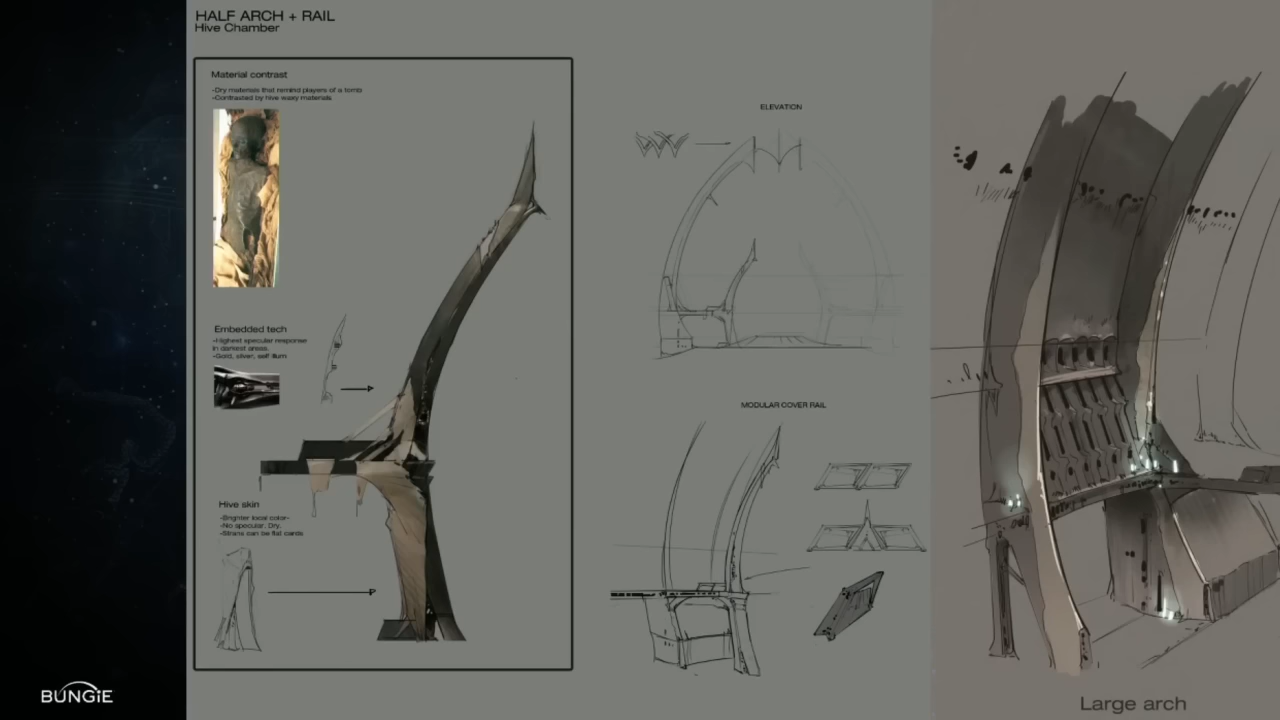 HALF ARCH + RAIL
Hive Chamber
Material contrast
-Dry materials that remind players of a tomb
-Contrasted by hive waxy materials.
Embedded tech
-Highest specular response
in darkest areas.
-Gold, silver, self illum
Hive skin
-Brighter local color-
-No specular. Dry.
-Strans can be flat cards
ELEVATION
MODULAR COVER RAIL
Large arch
BUNGiE